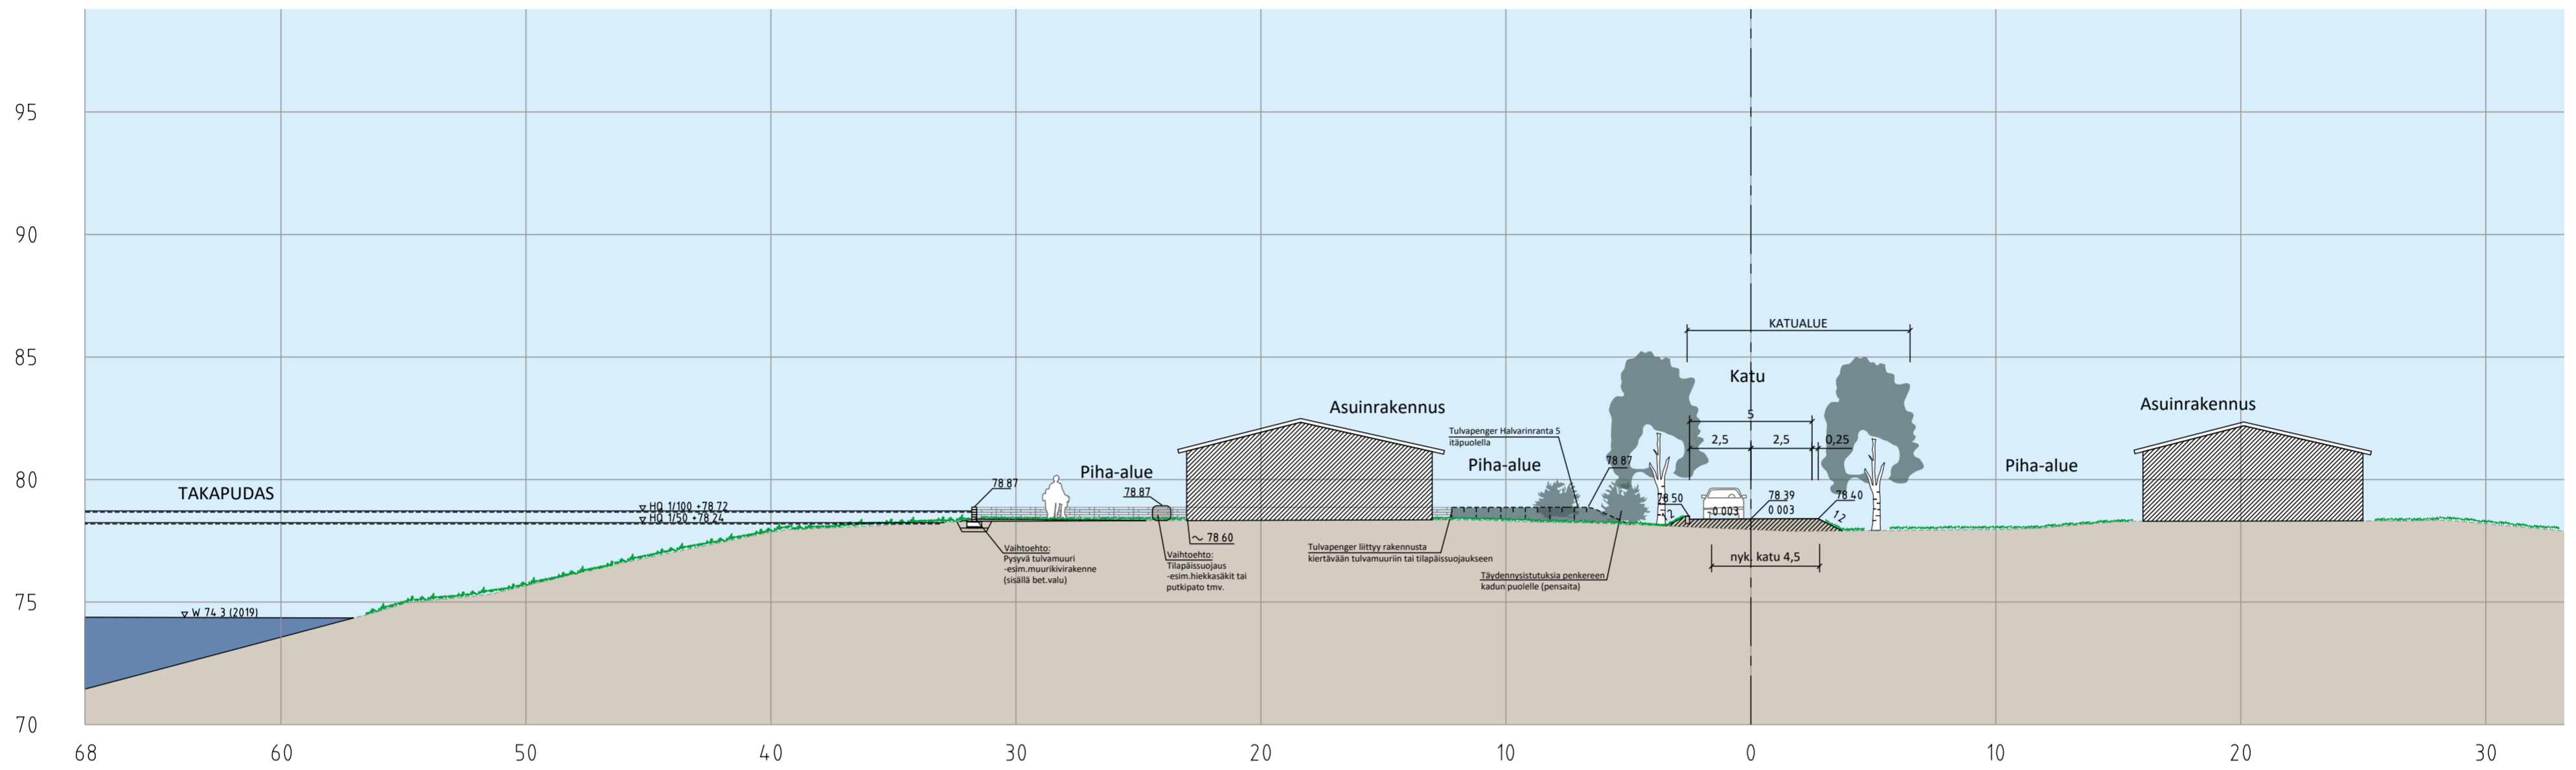 95
90
85
80
75
70
KATUALUE
Katu
5
2,5
2,5
0,25
Asuinrakennus
Asuinrakennus
Tulvapenger Halvarinranta 5
itäpuolella
Piha-alue
Piha-alue
Piha-alue
TAKAPUDAS
HQ 1/100 +78.72
HQ 1/50 +78.24
78 87
78 87
78 87
78 50
0 003
78.39
0 003
78.40
1 2
~ 78 60
Vaihtoehto:
Pysyvä tulvamuuri
-esim.muurikivirakenne
(sisällä bet.valu)
Vaihtoehto:
Tilapäissuojaus
-esim.hiekkasäkit tai
putkipato tmv.
Tulvapenger liittyy rakennusta
kiertävään tulvamuuriin tai tilapäissuojaukseen
Täydennysistutuksia penkereen
kadun puolelle (pensaita)
nyk. katu 4,5
W 74 3 (2019)
68
60
50
40
30
20
10
0
10
20
30